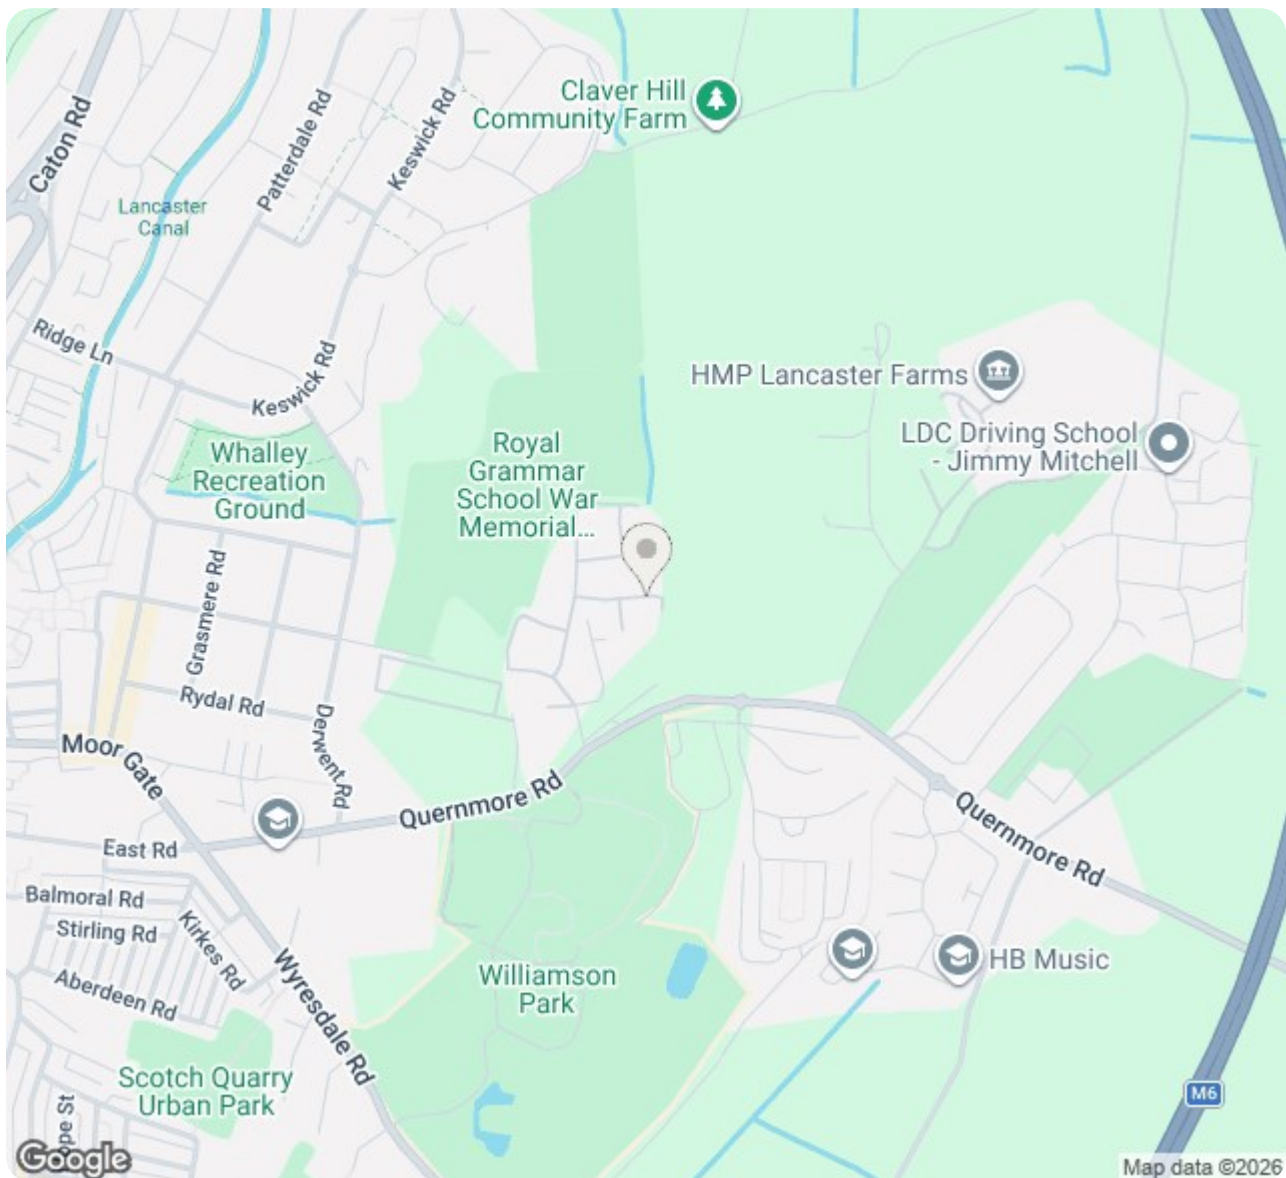 Claver Hill
Community Farm
Caton Rd
Patterdale Rd
Keswick Rd
Lancaster
Canal
Ridge Ln
Keswick Rd
HMP Lancaster Farms
LDC Driving School
- Jimmy Mitchell
Royal
Grammar
School War
Memorial...
Whalley
Recreation
Ground
Grasmere Rd
Rydal Rd
Derwent Rd
Moor Gate
Quernmore Rd
Quernmore Rd
East Rd
Balmoral Rd
Stirling Rd
Kirkes Rd
Aberdeen Rd
Wyresdale Rd
Williamson
Park
HB Music
Scotch Quarry
Urban Park
M6
ope St
Google
Map data ©2026